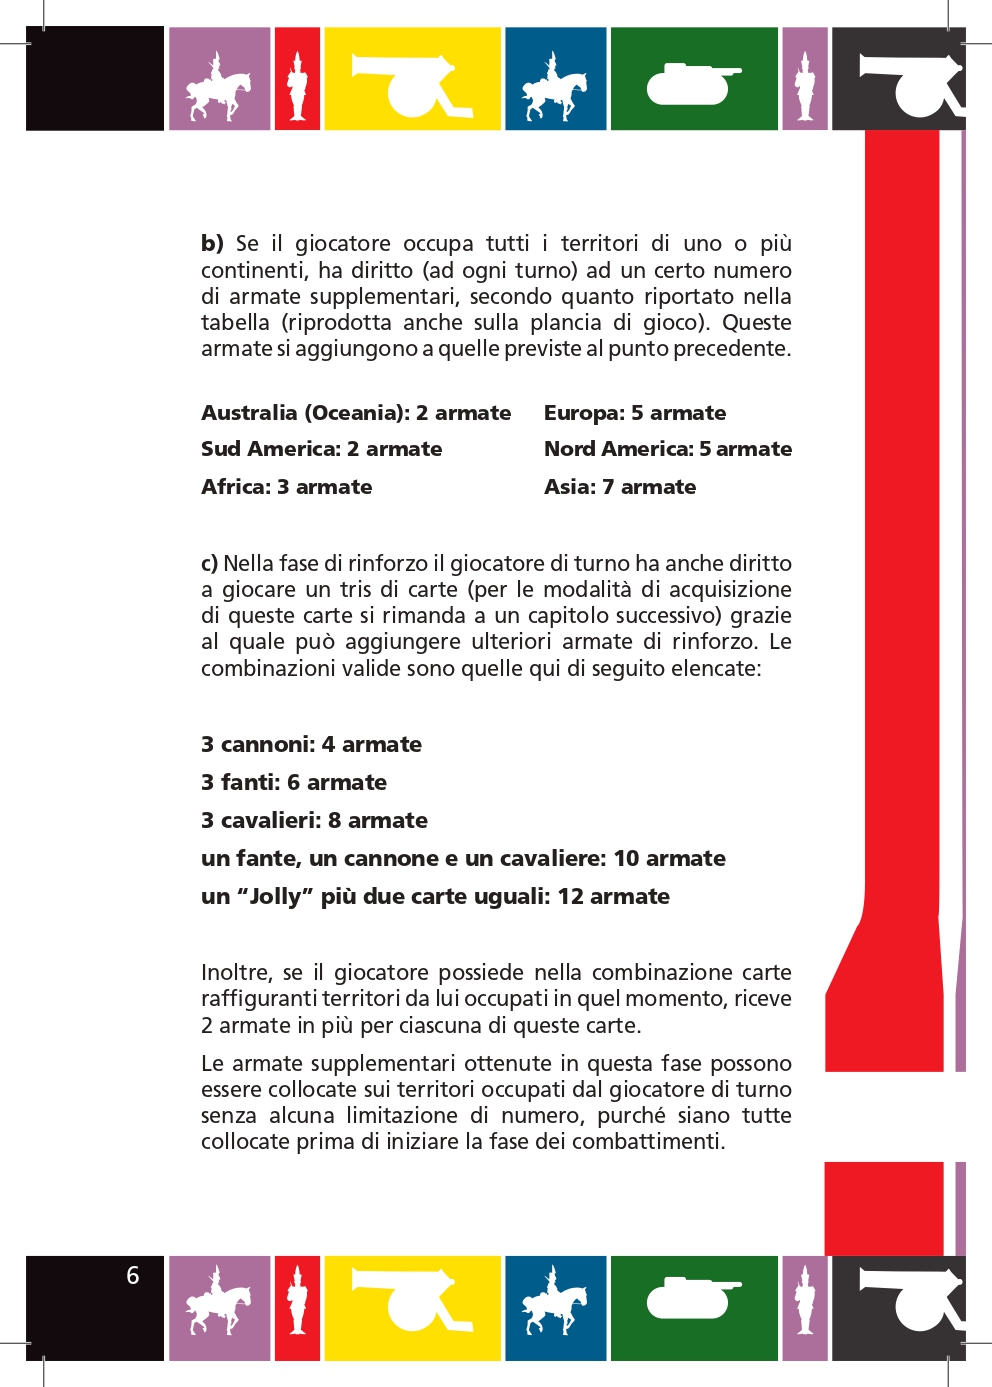 b) Se il giocatore occupa tutti i territori di uno o più
continenti, ha diritto (ad ogni turno) ad un certo numero
di armate supplementari, secondo quanto riportato nella
tabella (riprodotta anche sulla plancia di gioco). Queste
armate si aggiungono a quelle previste al punto precedente.
Australia (Oceania): 2 armate Europa: 5 armate
Sud America: 2 armate Nord America: 5 armate
Africa: 3 armate Asia: 7 armate
c) Nella fase di rinforzo il giocatore di turno ha anche diritto
a giocare un tris di carte (per le modalità di acquisizione
di queste carte si rimanda a un capitolo successivo) grazie
al quale può aggiungere ulteriori armate di rinforzo. Le
combinazioni valide sono quelle qui di seguito elencate:
3 cannoni: 4 armate
3 fanti: 6 armate
3 cavalieri: 8 armate
un fante, un cannone e un cavaliere: 10 armate
un “Jolly” più due carte uguali: 12 armate
Inoltre, se il giocatore possiede nella combinazione carte
raffiguranti territori da lui occupati in quel momento, riceve
2 armate in più per ciascuna di queste carte.
Le armate supplementari ottenute in questa fase possono
essere collocate sui territori occupati dal giocatore di turno
senza alcuna limitazione di numero, purché siano tutte
collocate prima di iniziare la fase dei combattimenti.
6